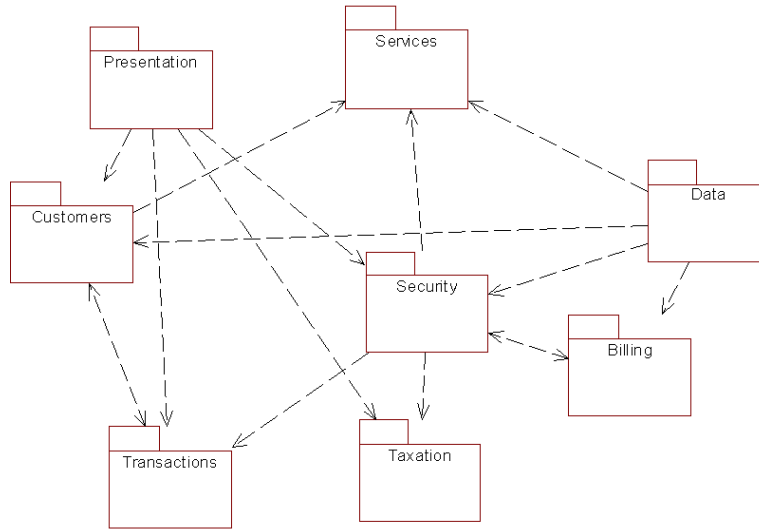 Services
Presentation
Customers
Data
Security
Billing
Transactions
Taxation